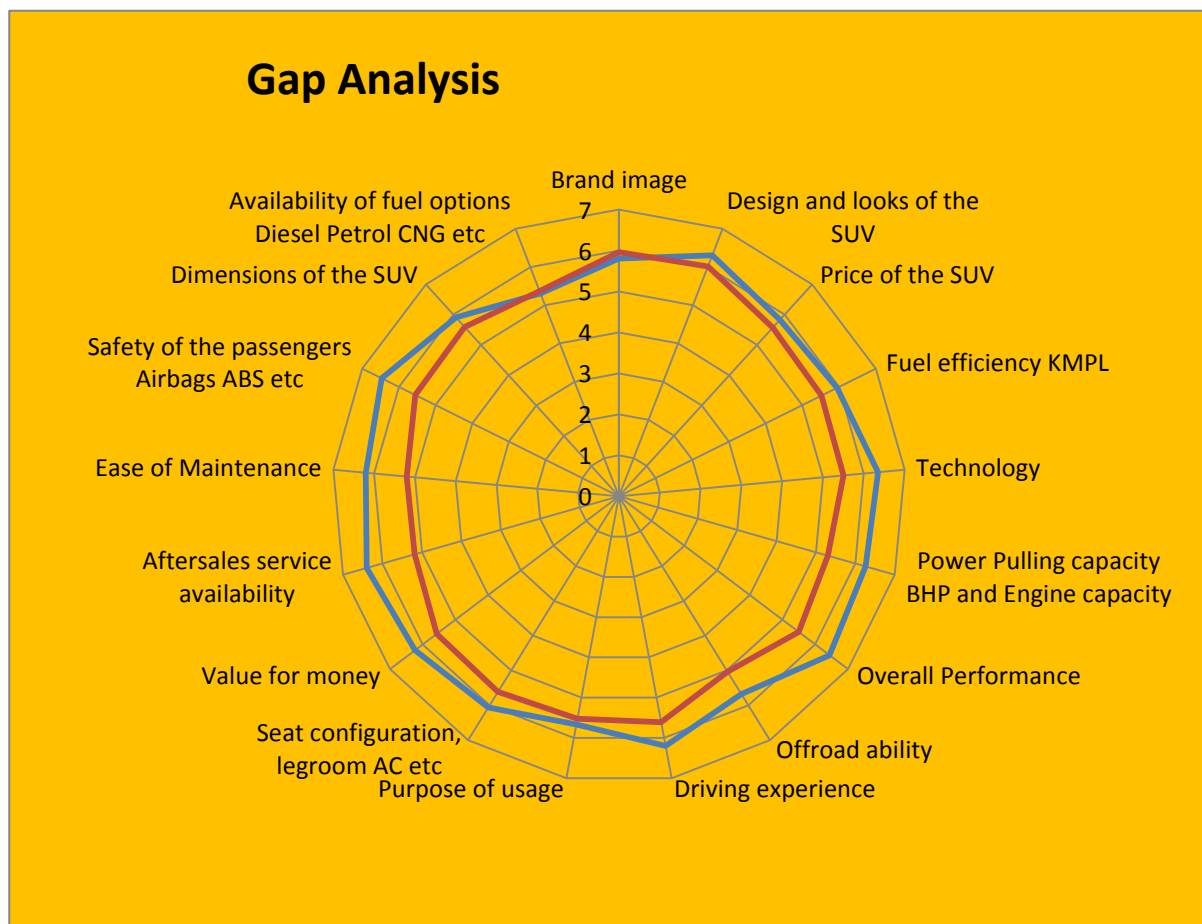 Gap Analysis
Brand image
Design and looks of the
SUV
Price of the SUV
Fuel efficiency KMPL
Technology
Power Pulling capacity
BHP and Engine capacity
Overall Performance
Offroad ability
Driving experience
Purpose of usage
Seat configuration,
legroom AC etc
Value for money
Aftersales service
availability
Ease of Maintenance
Safety of the passengers
Airbags ABS etc
Dimensions of the SUV
Availability of fuel options
Diesel Petrol CNG etc
7
6
5
4
3
2
1
0